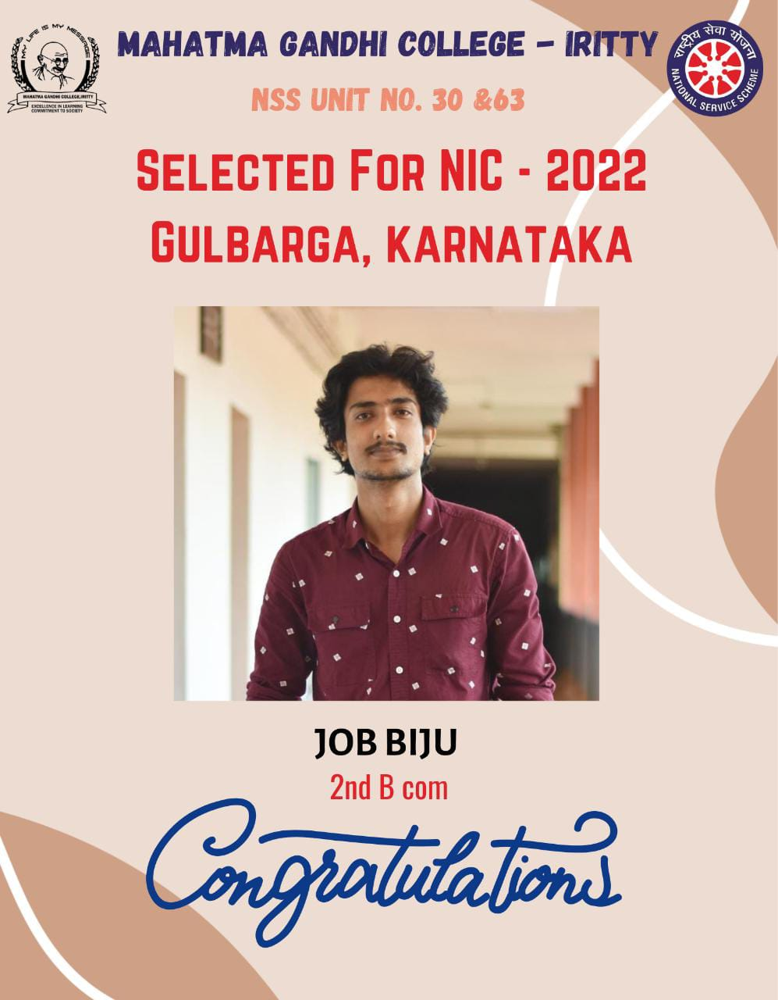 MY LIFE IS MY MESSAGE
MAHATMA GANDHI COLLEGE, IRITTY
EXCELLENCE IN LEARNING
COMMITMENT TO SOCIETY
MAHATMA GANDHI COLLEGE – IRITTY
राष्ट्रीय सेवा योजना
NATIONAL SERVICE SCHEME
NSS UNIT NO. 30 &63
SELECTED FOR NIC - 2022
GULBARGA, KARNATAKA
JOB BIJU
2nd B com
Congratulations